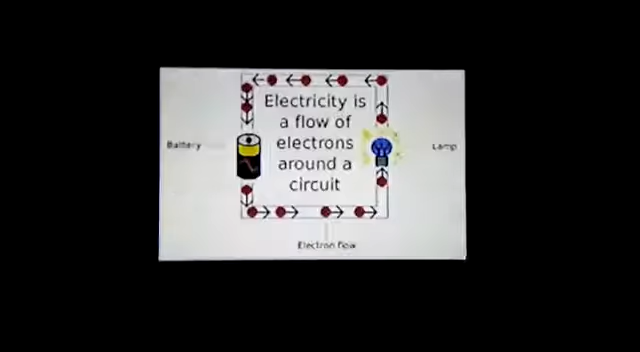 Electricity is
a flow of
electrons
around a
circuit
Battery
Lamp
Electron flow